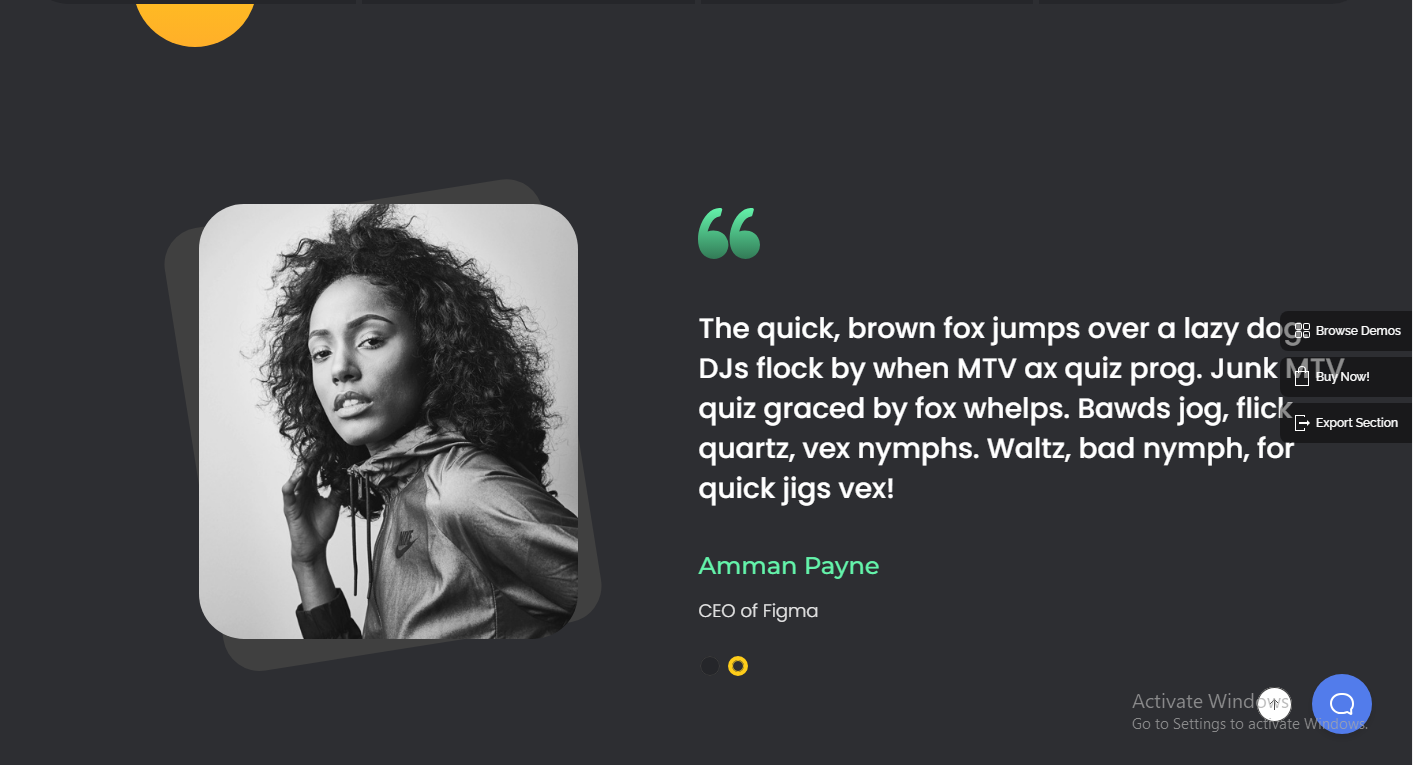 The quick, brown fox jumps over a lazy dog.
DJs flock by when MTV ax quiz prog. Junk MTV
quiz graced by fox whelps. Bawds jog, flick
quartz, vex nymphs. Waltz, bad nymph, for
quick jigs vex!
Amman Payne
CEO of Figma
Browse Demos
Buy Now!
Export Section
NIKE
Activate Windows
Go to Settings to activate Windows.